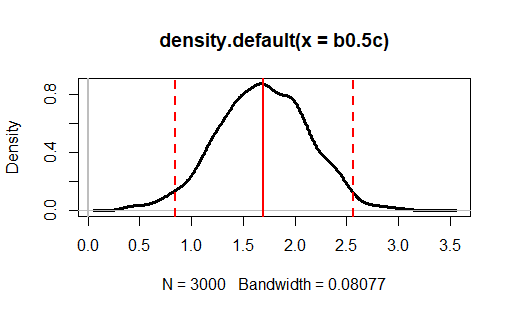 density.default(x = b0.5c)
Density
0.0 0.4 0.8
0.0 0.5 1.0 1.5 2.0 2.5 3.0 3.5
N = 3000 Bandwidth = 0.08077